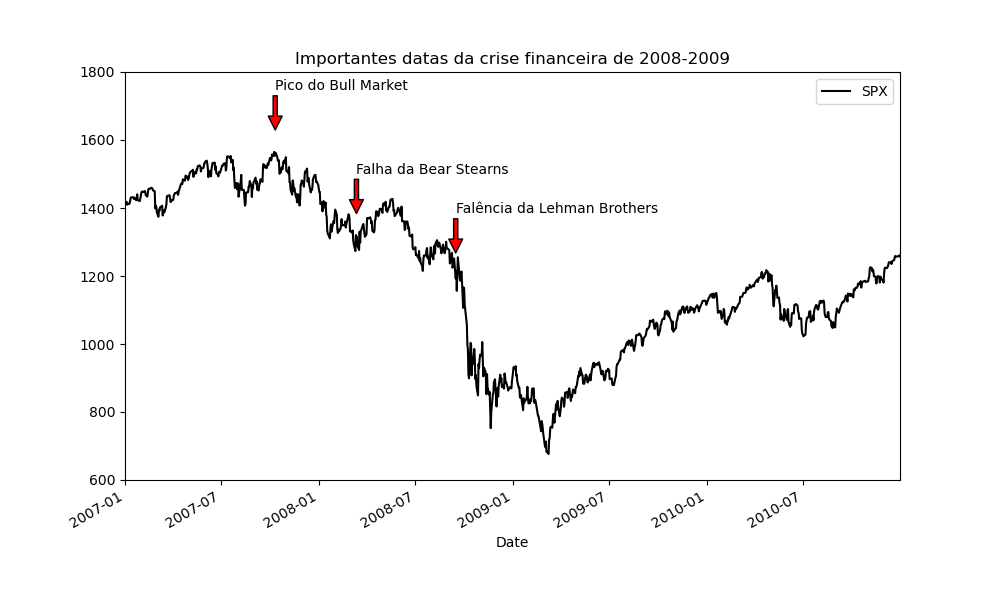 Importantes datas da crise financeira de 2008-2009
1800
Pico do Bull Market
SPX
1600
Falha da Bear Stearns
1400
Falência da Lehman Brothers
1200
1000
800
600
2007-01
2007-07
2008-01
2008-07
2009-01
2009-07
2010-01
2010-07
Date